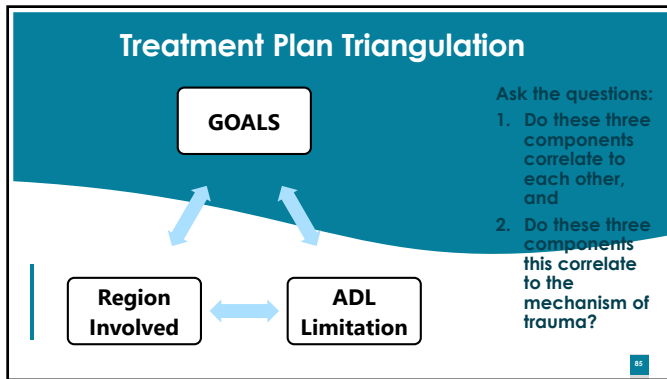 Treatment Plan Triangulation
GOALS
Region
Involved
ADL
Limitation
Ask the questions:
1. Do these three
components
correlate to
each other,
and
2. Do these three
components
this correlate
to the
mechanism of
trauma?
85